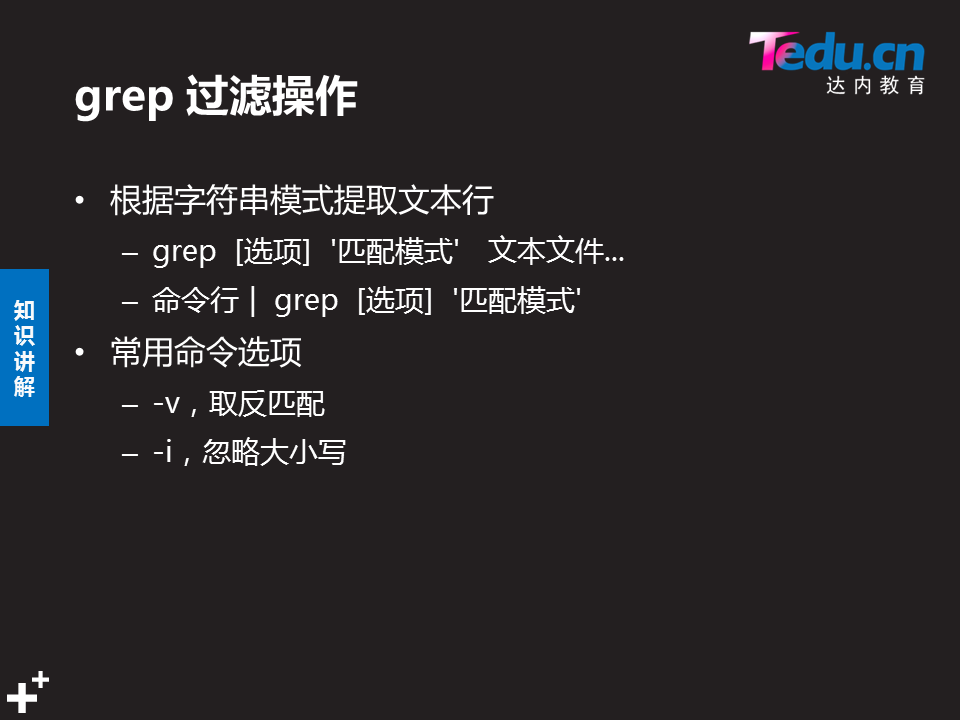 Tedu.cn
达内教育
grep 过滤操作
• 根据字符串模式提取文本行
– grep [选项] '匹配模式' 文本文件...
– 命令行 | grep [选项] '匹配模式'
• 常用命令选项
– -v，取反匹配
– -i，忽略大小写
知识讲解